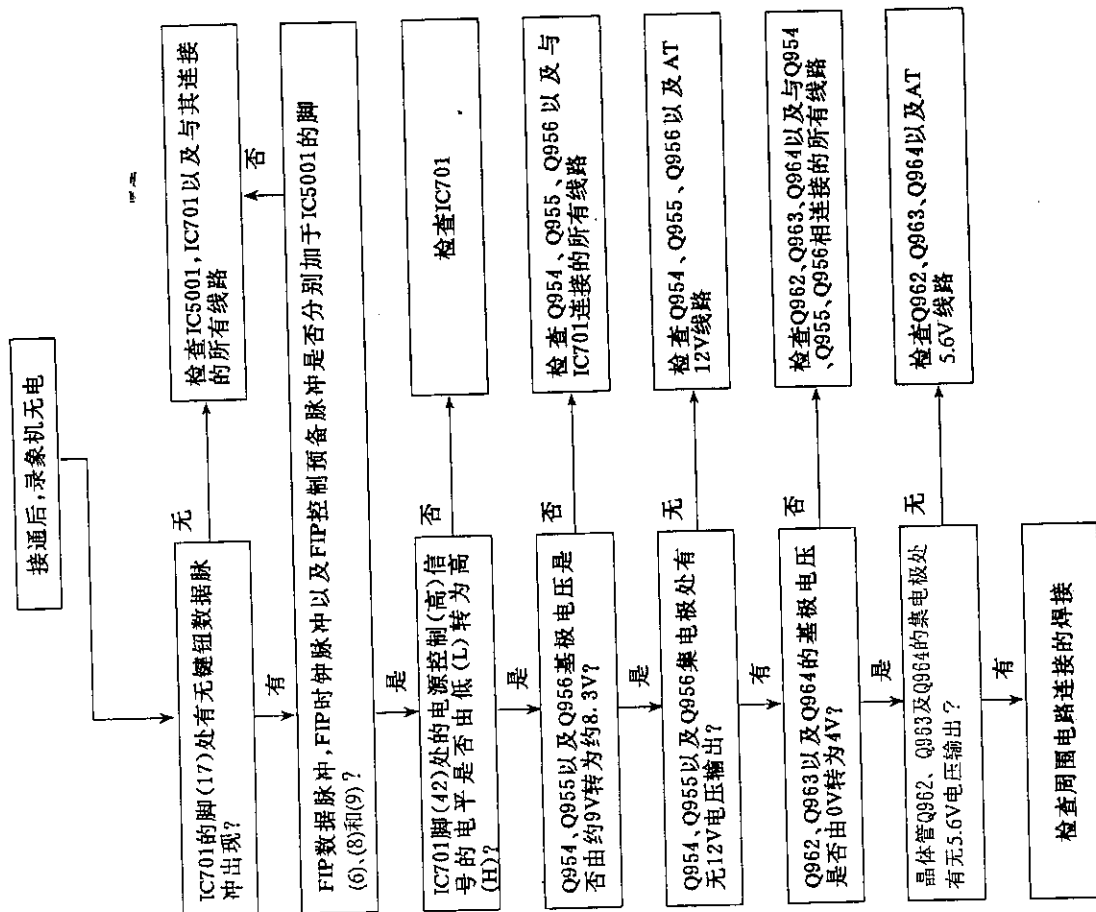 接通后,录象机无电
IC701的脚(17)处有无键钮数据脉
冲出现?
无
检查IC5001,IC701以及与其连接
的所有线路
有
否
FIP数据脉冲,FIP时钟脉冲以及FIP控制预备脉冲是否分别加于IC5001的脚
(6)、(8)和(9)?
是
IC701脚(42)处的电源控制(高)信
号的电平是否由低(L)转为高
(H)?
否
检查IC701
是
Q954、Q955以及Q956基极电压是
否由约9V转为约8.3V?
否
检查Q954、Q955、Q956以及与
IC701连接的所有线路
是
Q954、Q955以及Q956集电极处有
无12V电压输出?
无
检查Q954、Q955、Q956以及AT
12V线路
有
Q962、Q963以及Q964的基极电压
是否由0V转为4V?
否
检查Q962、Q963、Q964以及与Q954
、Q955、Q956相连接的所有线路
是
晶体管Q962、Q963及Q964的集电极处
有无5.6V电压输出?
无
检查Q962、Q963、Q964以及AT
5.6V线路
有
检查周围电路连接的焊接